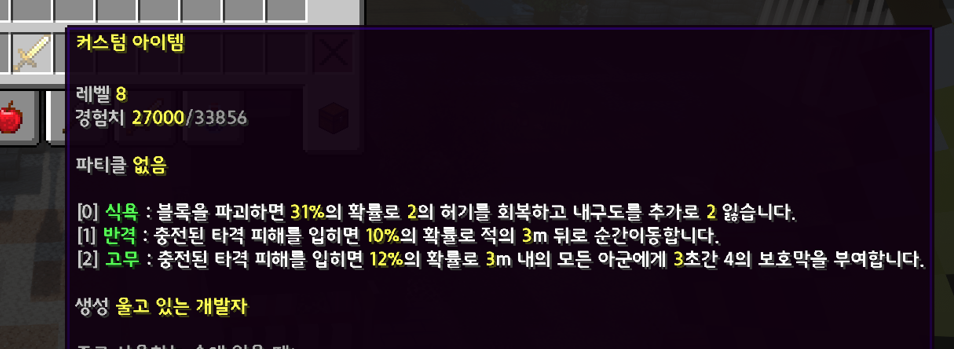 커스텀 아이템
레벨 8
경험치 27000/33856
파티클 없음
[0] 식욕 : 블록을 파괴하면 31%의 확률로 2의 허기를 회복하고 내구도를 추가로 2 잃습니다.
[1] 반격 : 충전된 타격 피해를 입히면 10%의 확률로 적의 3m 뒤로 순간이동합니다.
[2] 고무 : 충전된 타격 피해를 입히면 12%의 확률로 3m 내의 모든 아군에게 3초간 4의 보호막을 부여합니다.
생성 울고 있는 개발자